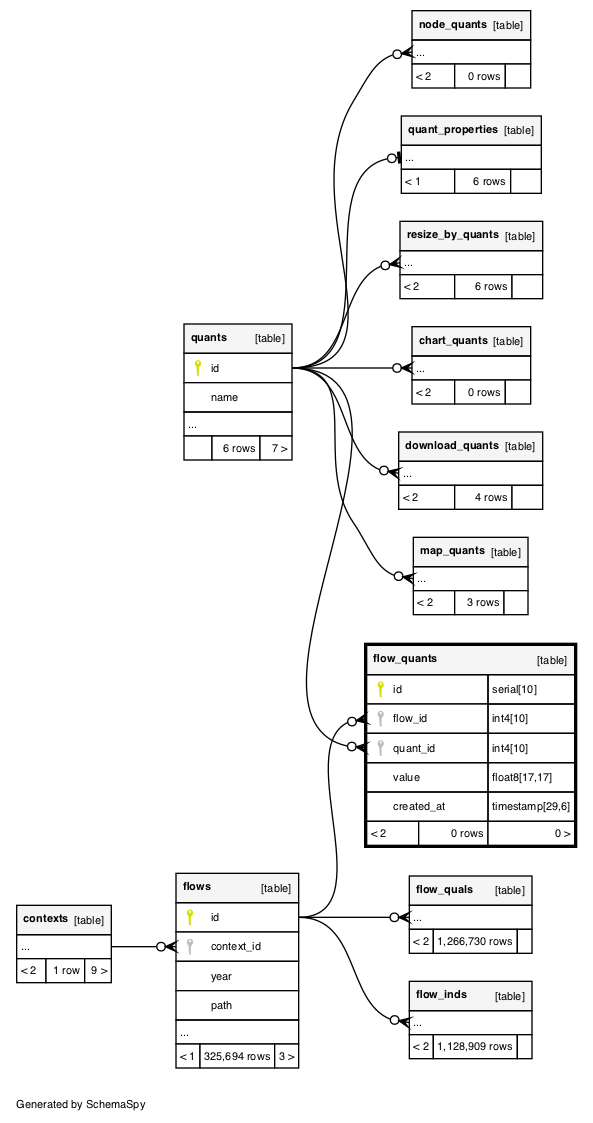 node_quants [table]
...
< 2 0 rows
quant_properties [table]
...
< 1 6 rows
resize_by_quants [table]
...
< 2 6 rows
quants [table]
id
name
...
6 rows 7 >
chart_quants [table]
...
< 2 0 rows
download_quants [table]
...
< 2 4 rows
map_quants [table]
...
< 2 3 rows
flow_quants [table]
id serial[10]
flow_id int4[10]
quant_id int4[10]
value float8[17,17]
created_at timestamp[29,6]
< 2 0 rows 0 >
contexts [table]
...
< 2 1 row 9 >
flows [table]
id
context_id
year
path
...
< 1 325,694 rows 3 >
flow_quals [table]
...
< 2 1,266,730 rows
flow_inds [table]
...
< 2 1,128,909 rows
Generated by SchemaSpy